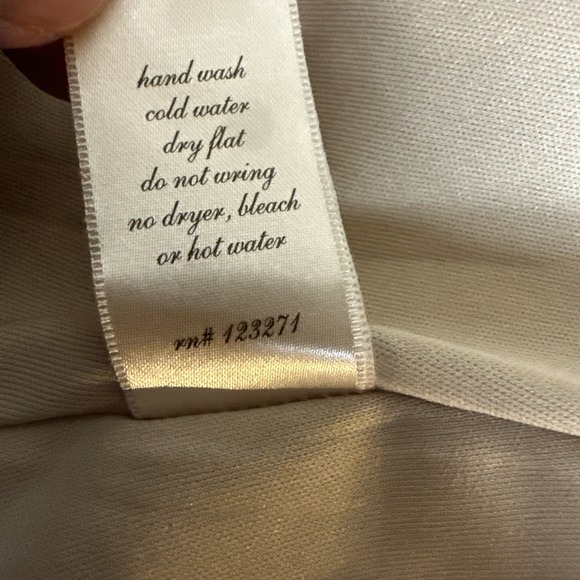 hand wash
cold water
dry flat
do not wring
no dryer, bleach
or hot water
rn# 123271